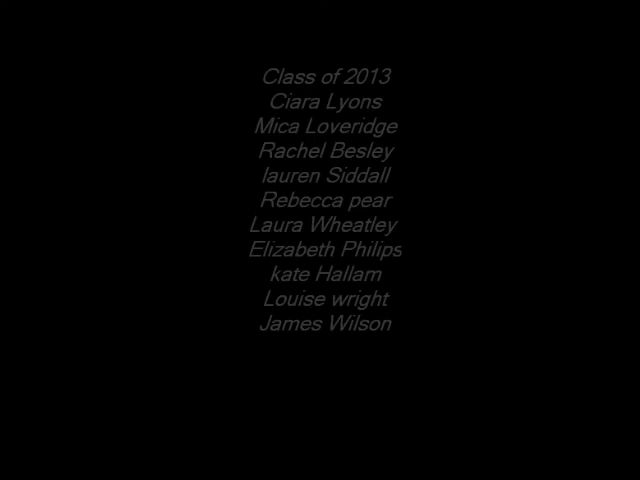 Class of 2013
Ciara Lyons
Mica Loveridge
Rachel Besley
lauren Siddall
Rebecca pear
Laura Wheatley
Elizabeth Philips
kate Hallam
Louise wright
James Wilson